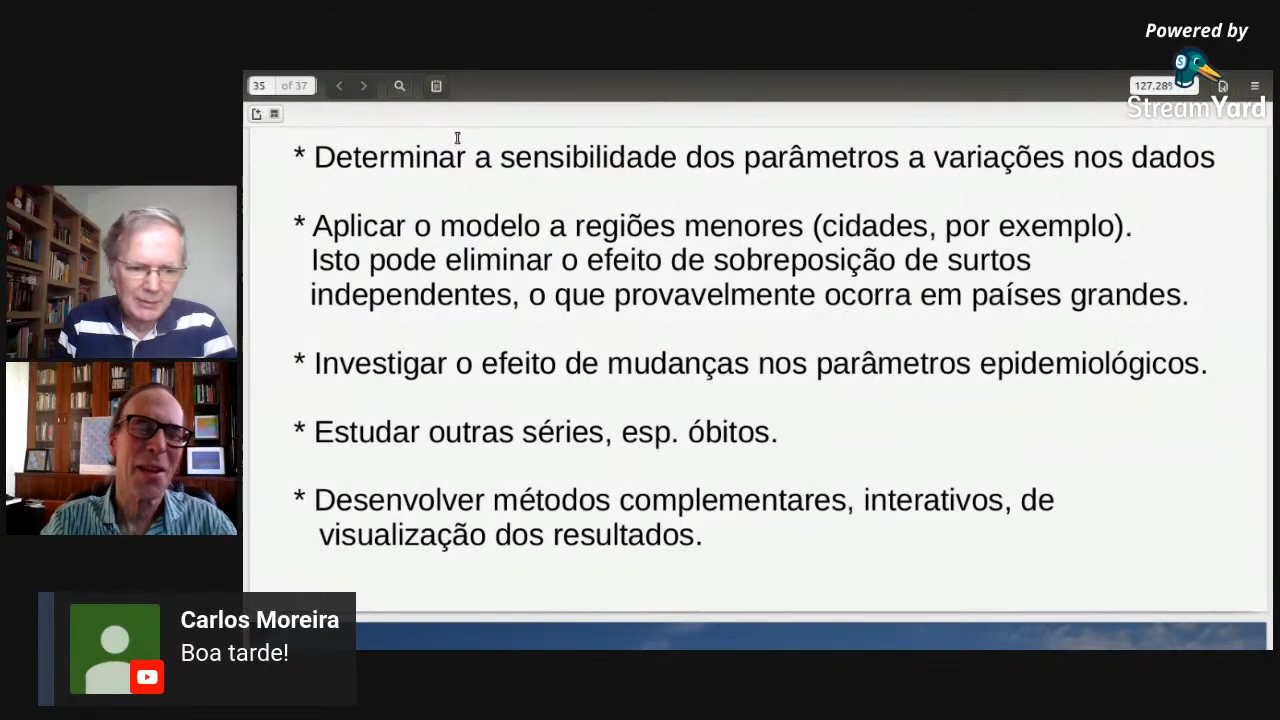 Powered by
StreamYard
35 of 37
127.28%
* Determinar a sensibilidade dos parâmetros a variações nos dados
* Aplicar o modelo a regiões menores (cidades, por exemplo).
Isto pode eliminar o efeito de sobreposição de surtos
independentes, o que provavelmente ocorra em países grandes.
* Investigar o efeito de mudanças nos parâmetros epidemiológicos.
* Estudar outras séries, esp. óbitos.
* Desenvolver métodos complementares, interativos, de
visualização dos resultados.
Carlos Moreira
Boa tarde!